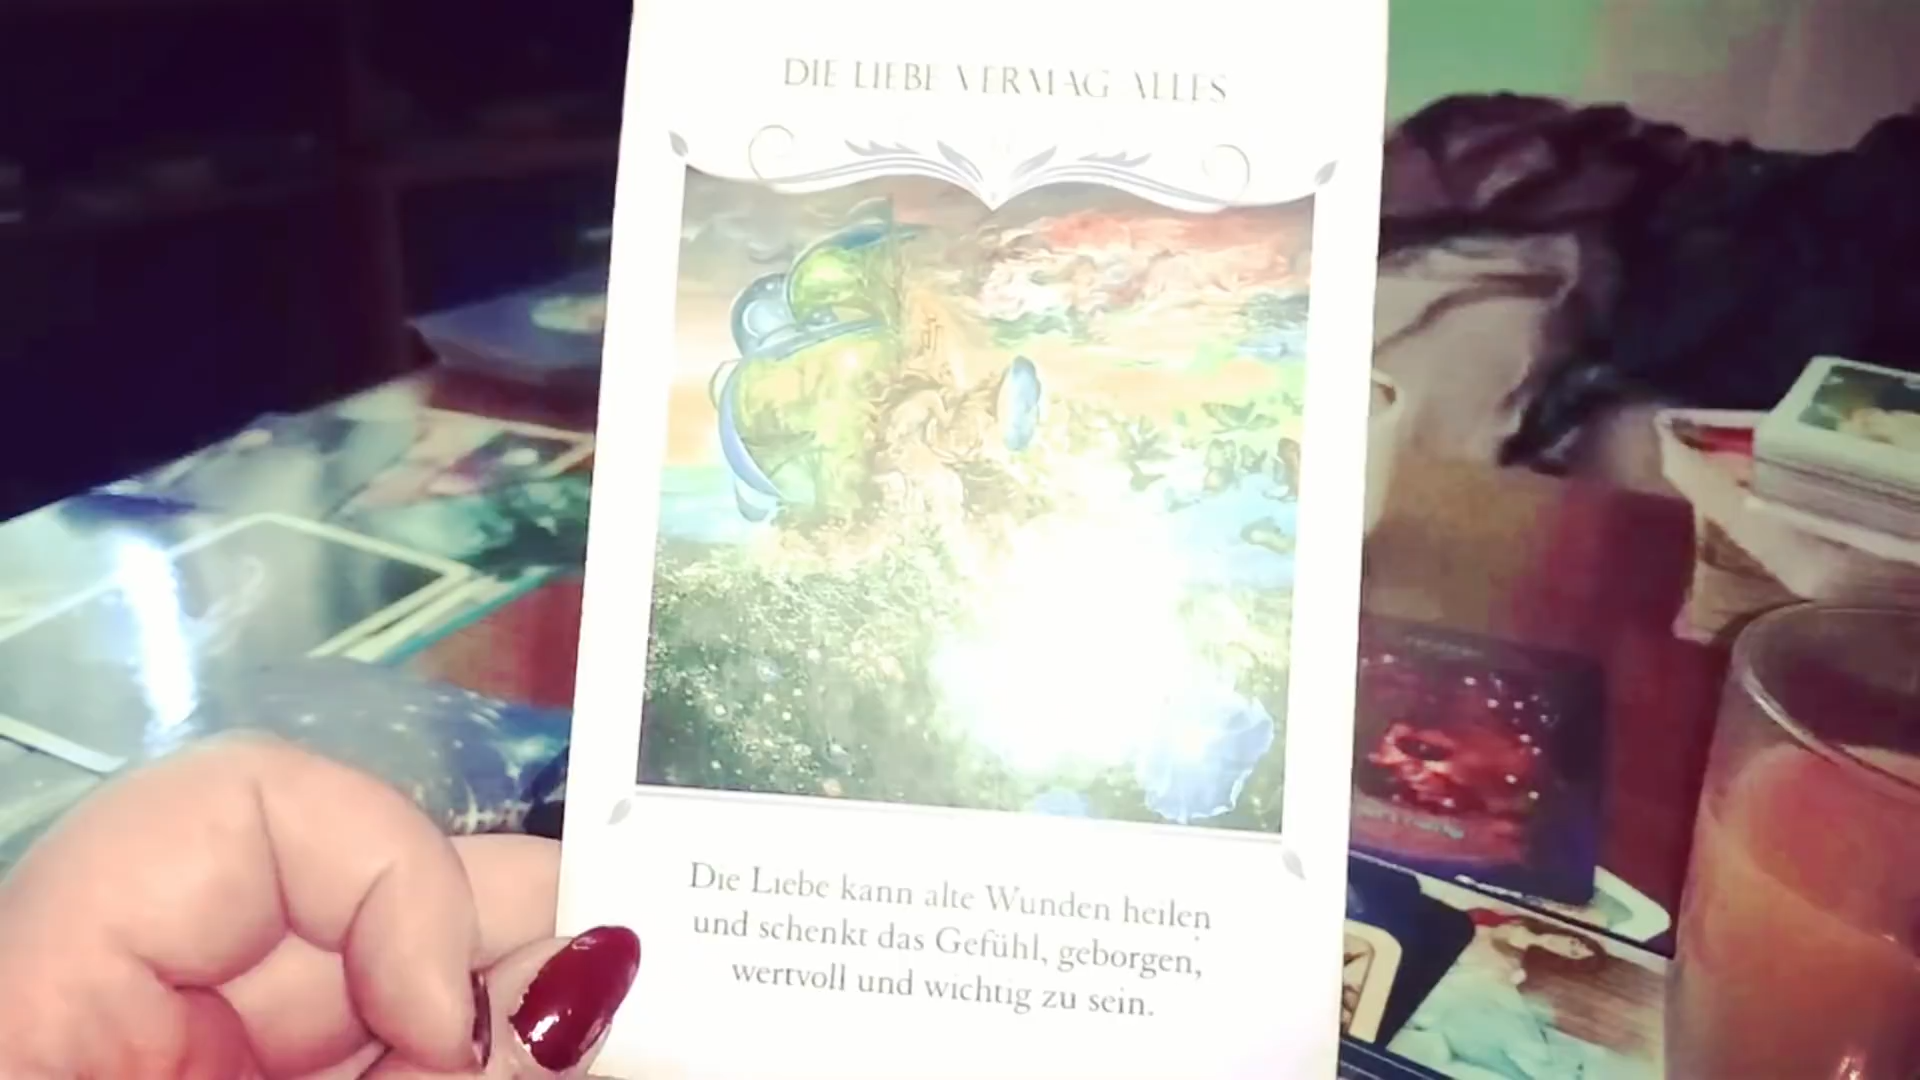 DIE LIEBE VERMAG ALLES
Die Liebe kann alte Wunden heilen
und schenkt das Gefühl, geborgen,
wertvoll und wichtig zu sein.